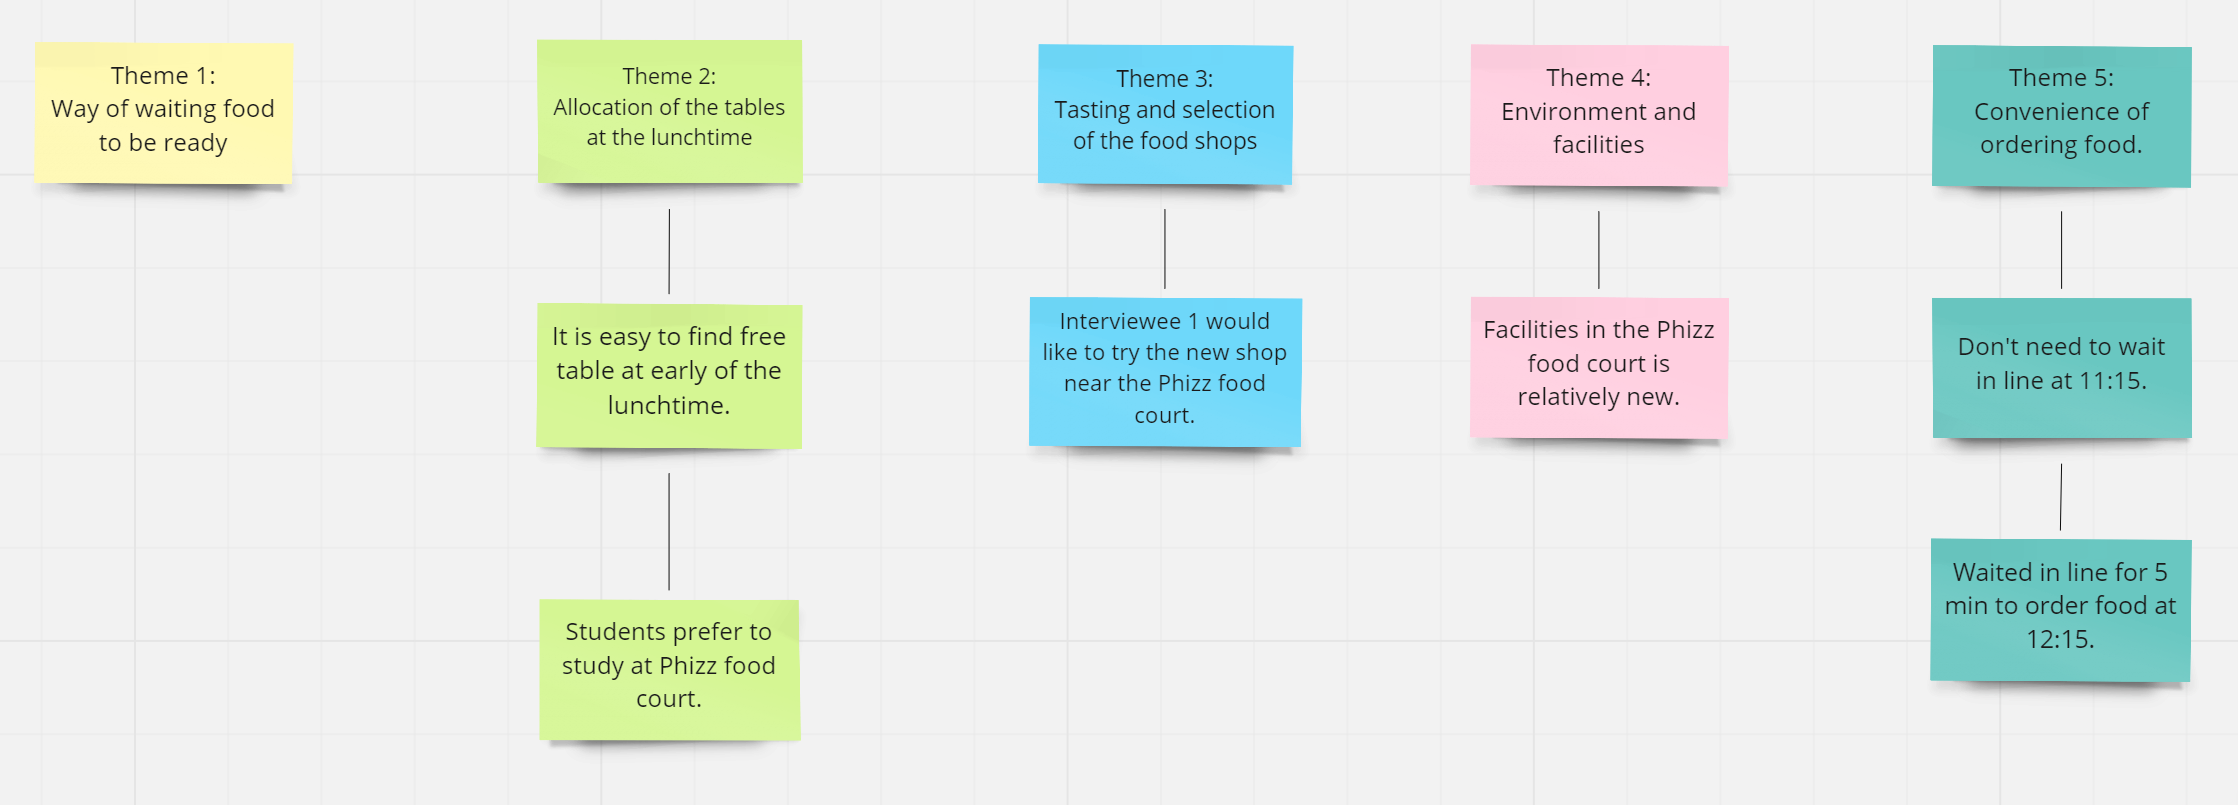 Theme 1:
Way of waiting food
to be ready
Theme 2:
Allocation of the tables
at the lunchtime
It is easy to find free
table at early of the
lunchtime.
Students prefer to
study at Phizz food
court.
Theme 3:
Tasting and selection
of the food shops
Interviewee 1 would
like to try the new shop
near the Phizz food
court.
Theme 4:
Environment and
facilities
Facilities in the Phizz
food court is
relatively new.
Theme 5:
Convenience of
ordering food.
Don't need to wait
in line at 11:15.
Waited in line for 5
min to order food at
12:15.